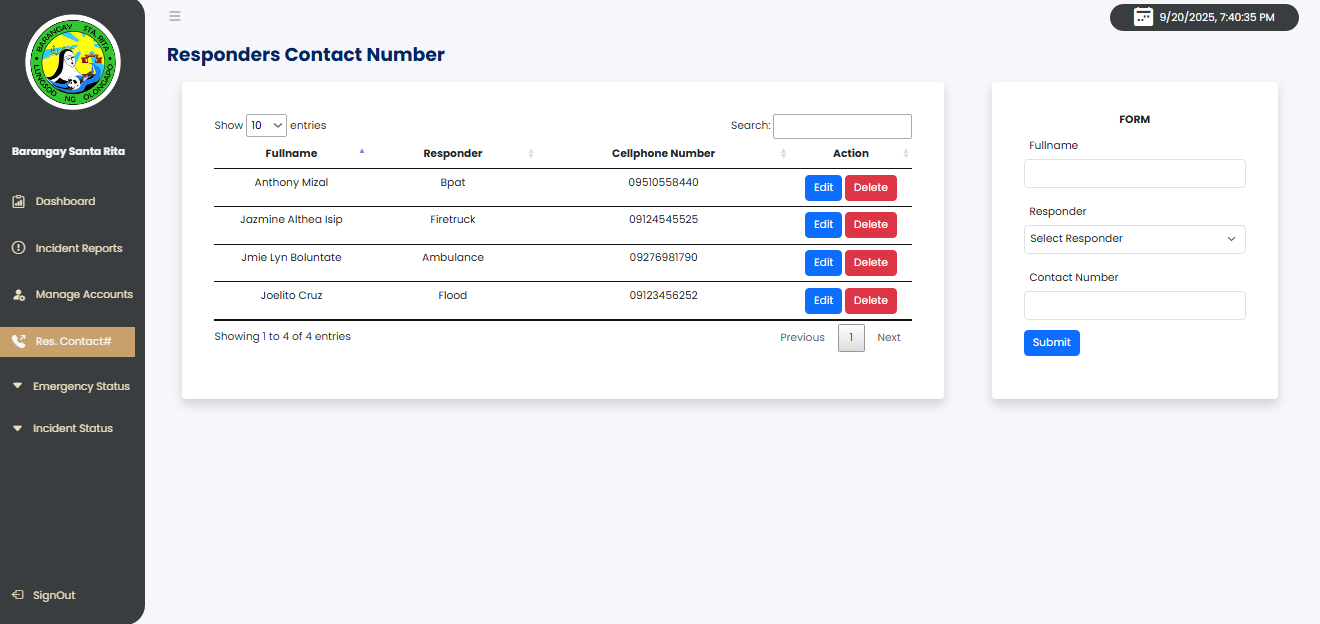 BARANGAY STA. RITA
LUNGSOD NG OLONGAPO
Barangay Santa Rita
Dashboard
Incident Reports
Manage Accounts
Res. Contact#
Emergency Status
Incident Status
SignOut
9/20/2025, 7:40:35 PM
Responders Contact Number
Show 10 entries Search:
Fullname Responder Cellphone Number Action
Anthony Mizal Bpat 09510558440 Edit Delete
Jazmine Althea Isip Firetruck 09124545525 Edit Delete
Jmie Lyn Boluntate Ambulance 09276981790 Edit Delete
Joelito Cruz Flood 09123456252 Edit Delete
Showing 1 to 4 of 4 entries Previous 1 Next
FORM
Fullname
Responder
Select Responder
Contact Number
Submit